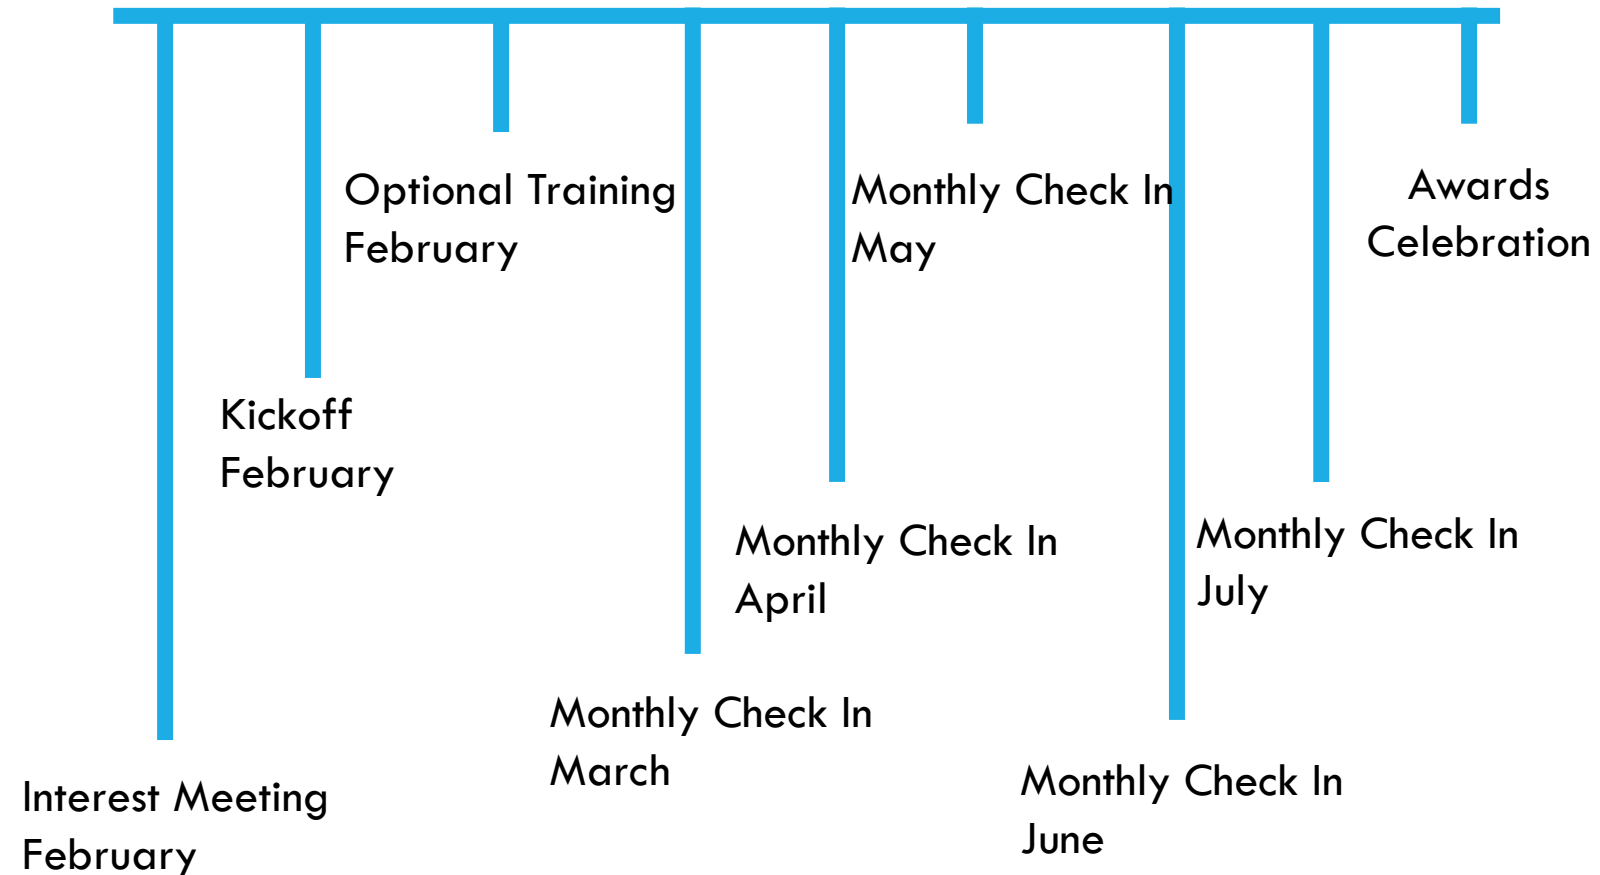 Interest Meeting
February
Kickoff
February
Optional Training
February
Monthly Check In
March
Monthly Check In
April
Monthly Check In
May
Monthly Check In
June
Monthly Check In
July
Awards
Celebration